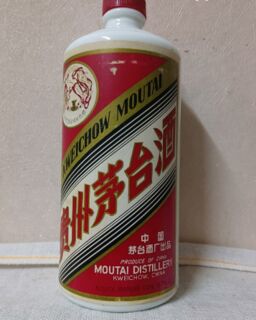 KWEICHOW MOUTAI
貴州茅台酒
中国
茅台酒厂出品
PRODUCE OF CHINA
MOUTAI DISTILLERY
KWEICHOW, CHINA